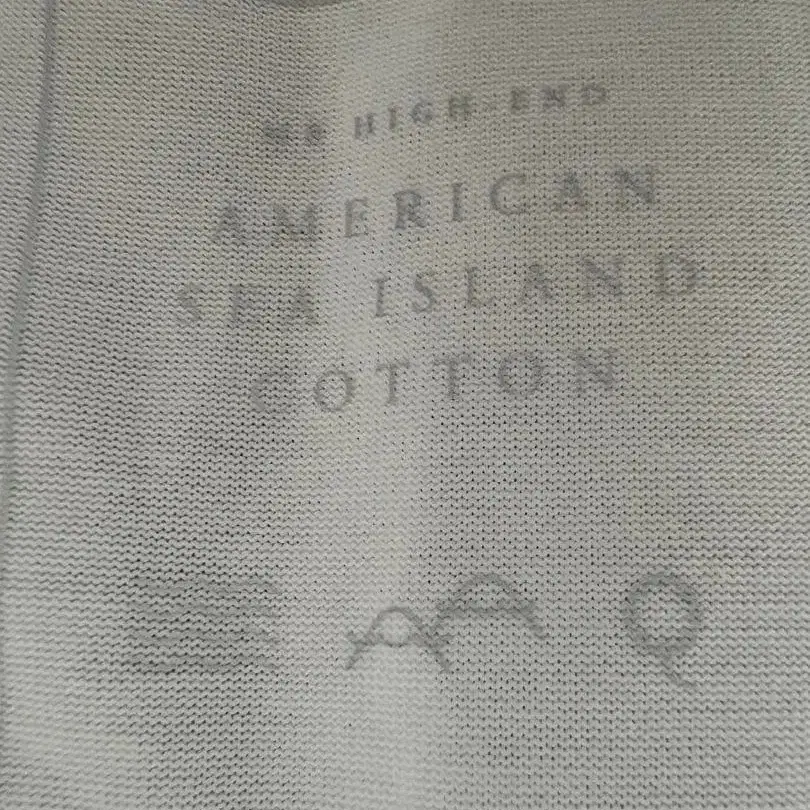 HIGH-END
AMERICAN
SEA ISLAND
COTTON